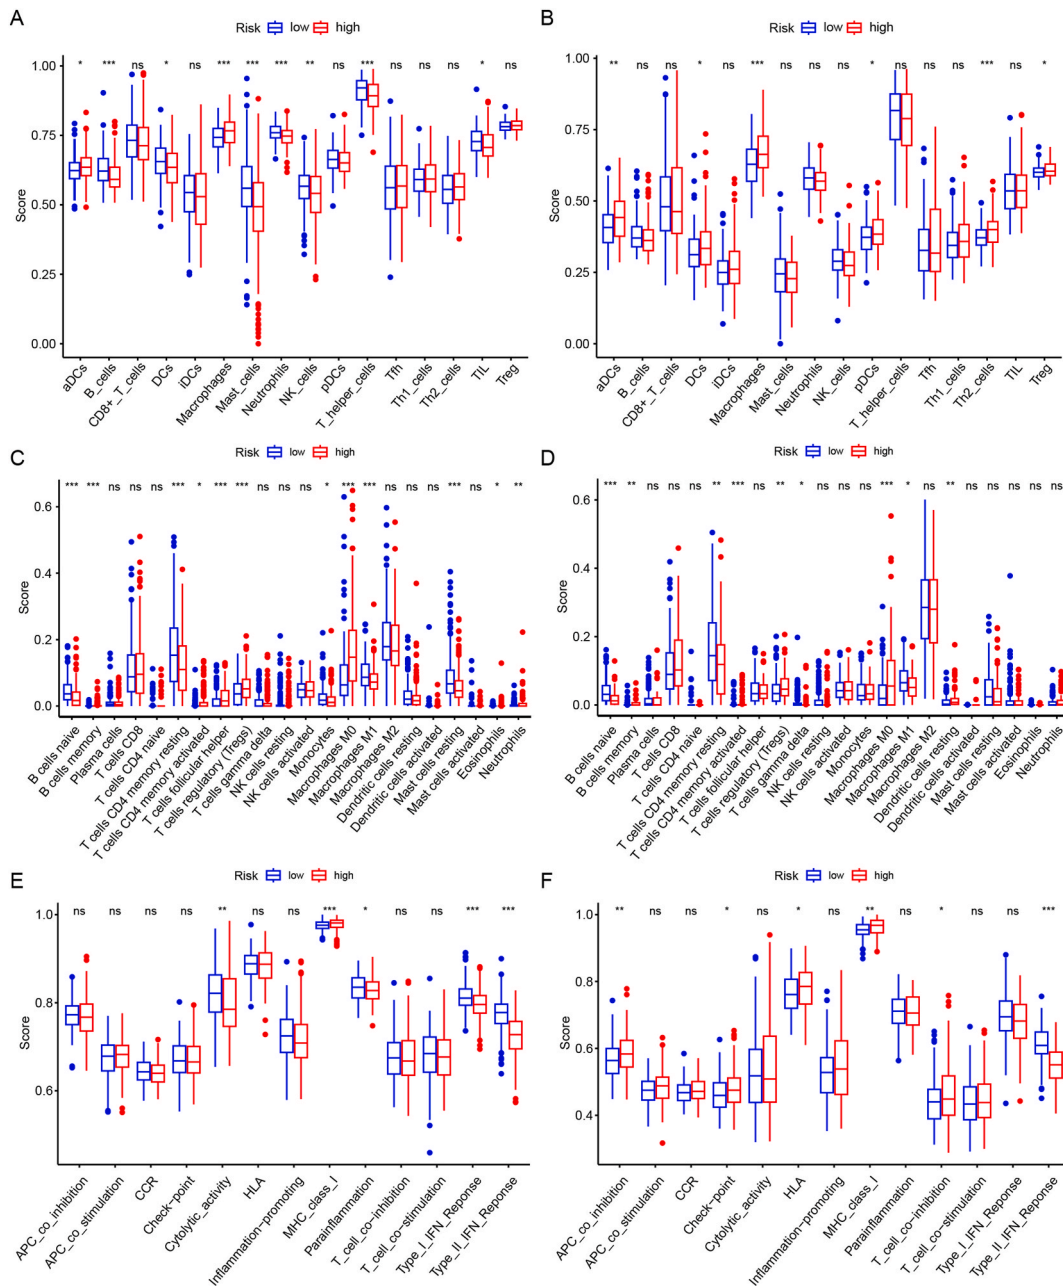 A
Risk low high
* *** ns * ns *** *** *** ** ns *** ns ns ns * ns
1.00
0.75
0.50
0.25
0.00
Score
aDCs
B_cells
CD8+_T_cells
DCs
iDCs
Macrophages
Mast_cells
Neutrophils
NK_cells
pDCs
T_helper_cells
Tfh
Th1_cells
Th2_cells
TIL
Treg
B
Risk low high
** ns ns * ns *** ns ns ns * ns ns ns *** ns *
1.00
0.75
0.50
0.25
0.00
Score
aDCs
B_cells
CD8+_T_cells
DCs
iDCs
Macrophages
Mast_cells
Neutrophils
NK_cells
pDCs
T_helper_cells
Tfh
Th1_cells
Th2_cells
TIL
Treg
C
Risk low high
*** *** ns ns ns *** * *** *** ns ns ns * *** *** ns ns ns *** ns * **
0.6
0.4
0.2
0.0
Score
B cells naive
B cells memory
Plasma cells
T cells CD8
T cells CD4 naive
T cells CD4 memory resting
T cells CD4 memory activated
T cells follicular helper
T cells regulatory (Tregs)
T cells gamma delta
NK cells resting
NK cells activated
Monocytes
Macrophages M0
Macrophages M1
Macrophages M2
Dendritic cells resting
Dendritic cells activated
Mast cells resting
Mast cells activated
Eosinophils
Neutrophils
D
Risk low high
*** ** ns ns ns ** *** ns ** * ns ns ns *** * ns ** ns ns ns ns ns
0.6
0.4
0.2
0.0
Score
B cells naive
B cells memory
Plasma cells
T cells CD8
T cells CD4 naive
T cells CD4 memory resting
T cells CD4 memory activated
T cells follicular helper
T cells regulatory (Tregs)
T cells gamma delta
NK cells resting
NK cells activated
Monocytes
Macrophages M0
Macrophages M1
Macrophages M2
Dendritic cells resting
Dendritic cells activated
Mast cells resting
Mast cells activated
Eosinophils
Neutrophils
E
Risk low high
ns ns ns ns ** ns ns *** * ns ns *** ***
1.0
0.8
0.6
Score
APC_co_inhibition
APC_co_stimulation
CCR
Check-point
Cytolytic_activity
HLA
Inflammation-promoting
MHC_class_I
Parainflammation
T_cell_co-inhibition
T_cell_co-stimulation
Type_I_IFN_Reponse
Type_II_IFN_Reponse
F
Risk low high
** ns ns * ns * ns ** ns * ns ns ***
1.0
0.8
0.6
0.4
Score
APC_co_inhibition
APC_co_stimulation
CCR
Check-point
Cytolytic_activity
HLA
Inflammation-promoting
MHC_class_I
Parainflammation
T_cell_co-inhibition
T_cell_co-stimulation
Type_I_IFN_Reponse
Type_II_IFN_Reponse